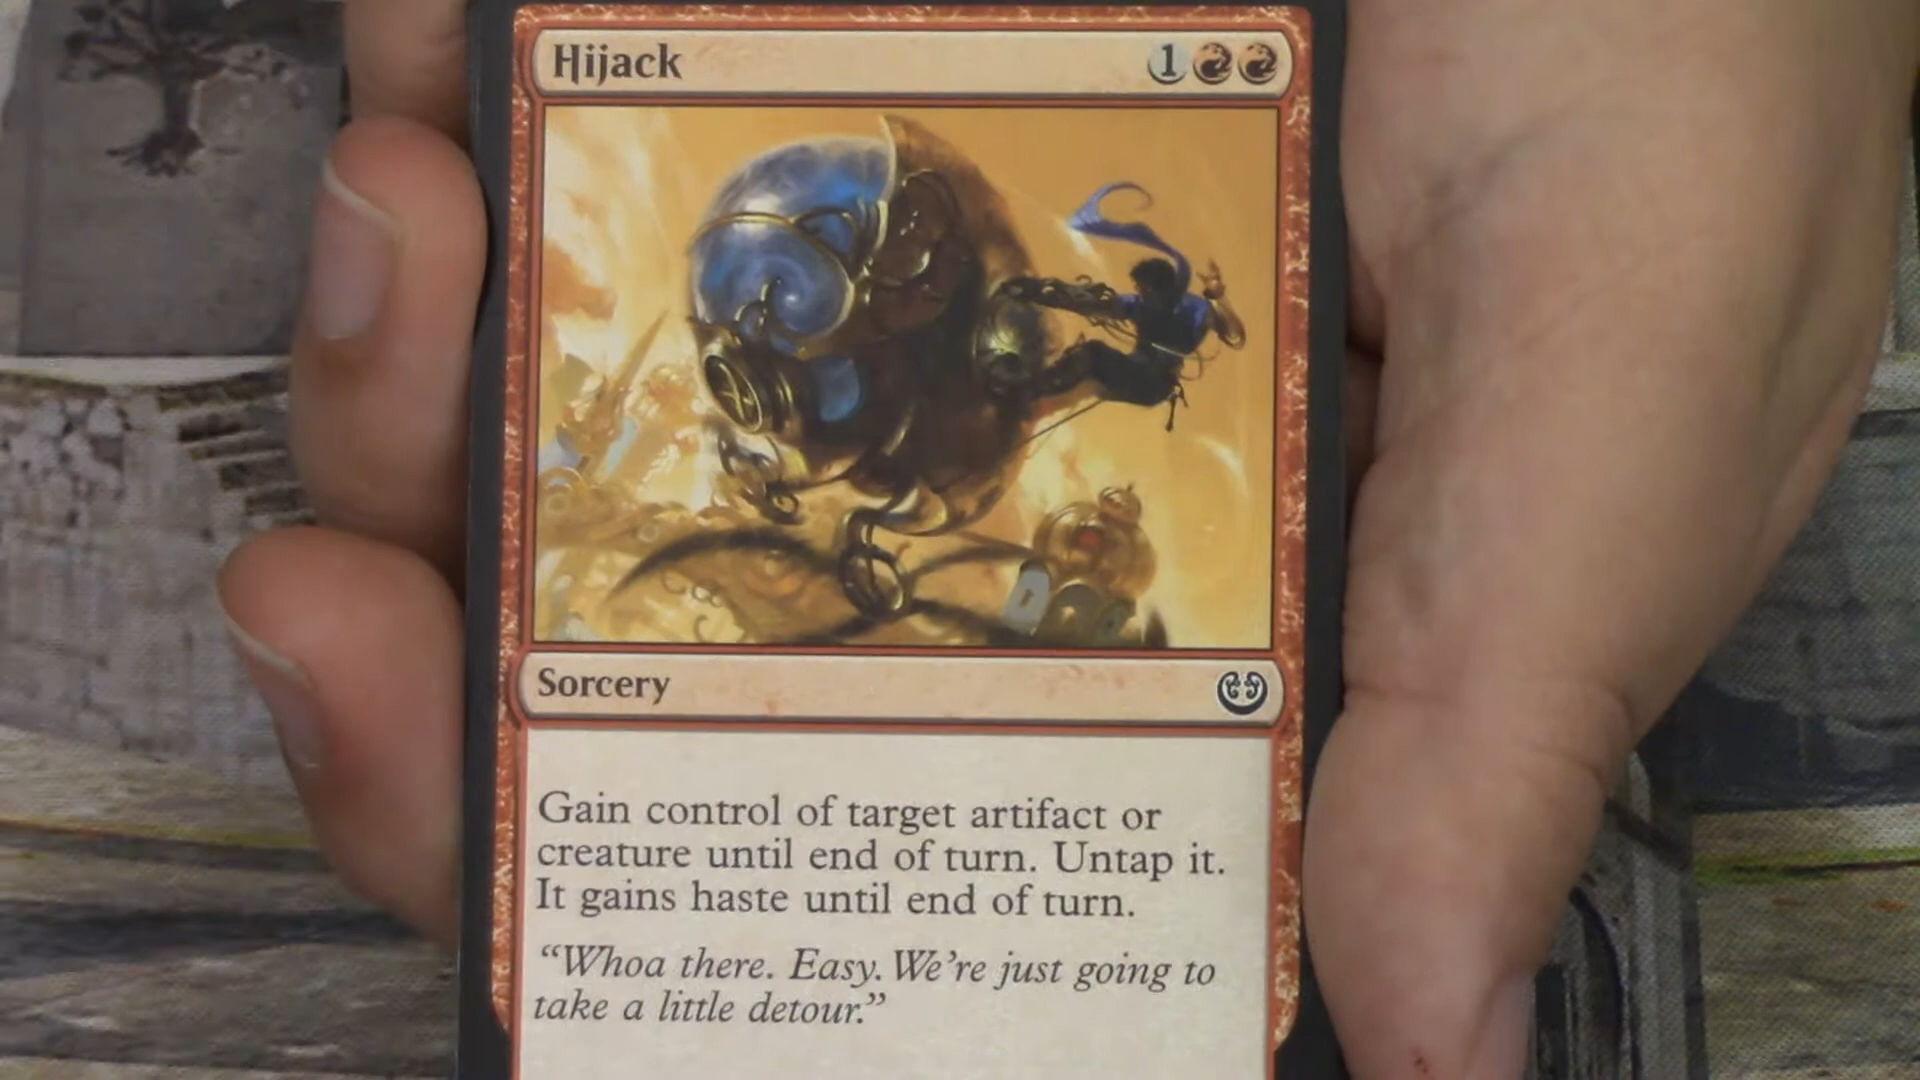 Hijack 1
Sorcery
Gain control of target artifact or
creature until end of turn. Untap it.
It gains haste until end of turn.
“Whoa there. Easy. We’re just going to
take a little detour.”